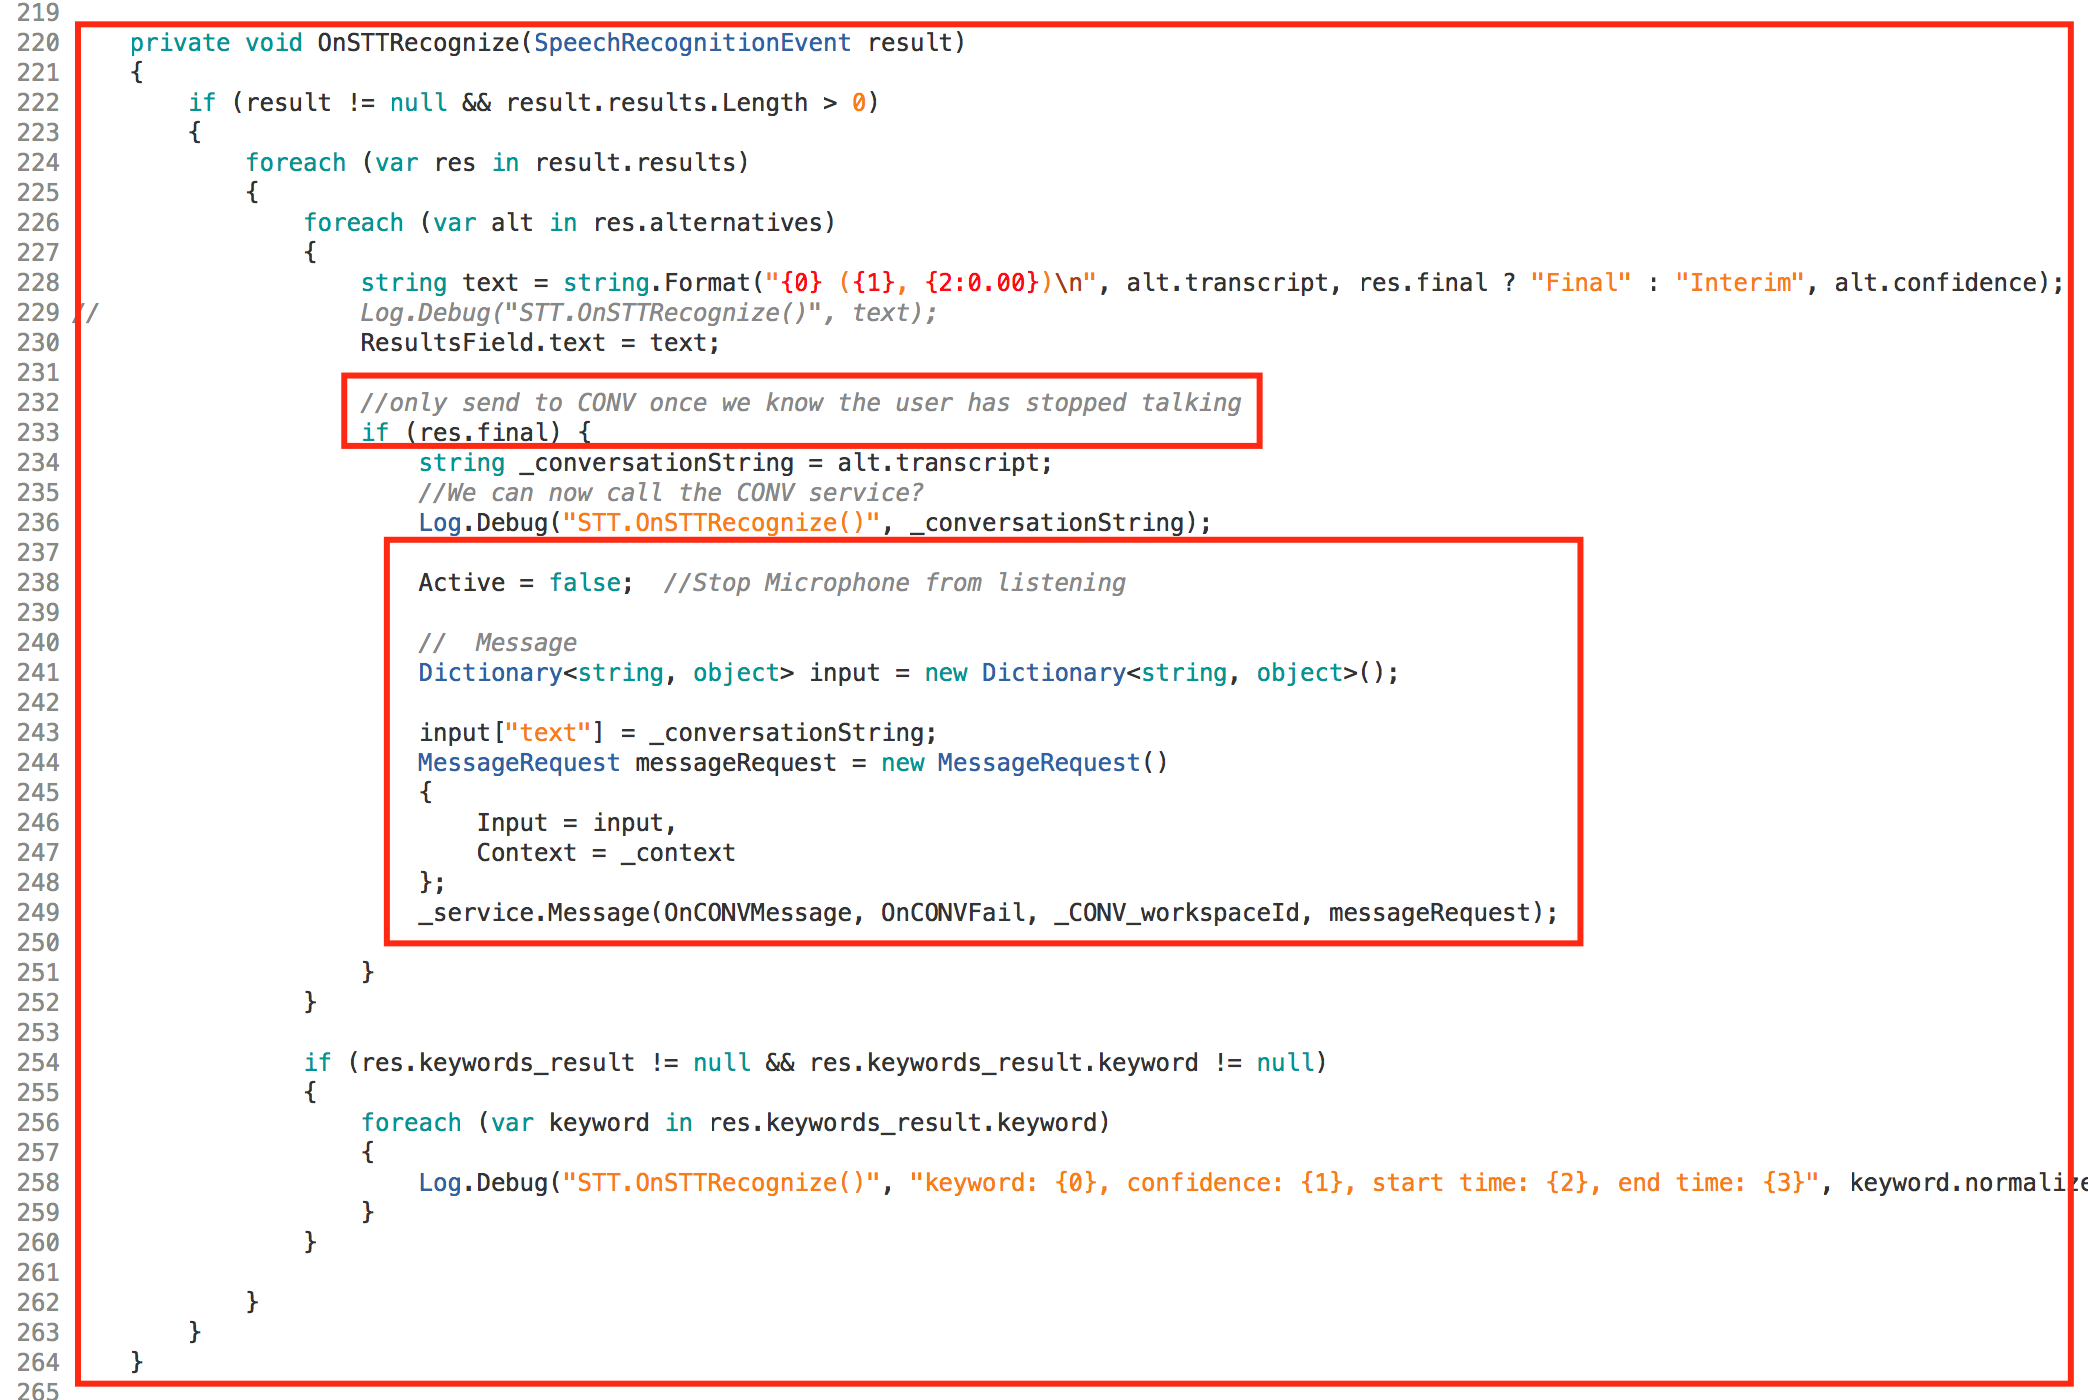 219
220     private void OnSTTRecognize(SpeechRecognitionEvent result)
221     {
222         if (result != null && result.results.Length > 0)
223         {
224             foreach (var res in result.results)
225             {
226                 foreach (var alt in res.alternatives)
227                 {
228                     string text = string.Format("{0} ({1}, {2:0.00})\n", alt.transcript, res.final ? "Final" : "Interim", alt.confidence);
229 //                  Log.Debug("STT.OnSTTRecognize()", text);
230                     ResultsField.text = text;
231
232                     //only send to CONV once we know the user has stopped talking
233                     if (res.final) {
234                         string _conversationString = alt.transcript;
235                         //We can now call the CONV service?
236                         Log.Debug("STT.OnSTTRecognize()", _conversationString);
237
238                         Active = false;  //Stop Microphone from listening
239
240                         //  Message
241                         Dictionary<string, object> input = new Dictionary<string, object>();
242
243                         input["text"] = _conversationString;
244                         MessageRequest messageRequest = new MessageRequest()
245                         {
246                             Input = input,
247                             Context = _context
248                         };
249                         _service.Message(OnCONVMessage, OnCONVFail, _CONV_workspaceId, messageRequest);
250
251                     }
252                 }
253
254                 if (res.keywords_result != null && res.keywords_result.keyword != null)
255                 {
256                     foreach (var keyword in res.keywords_result.keyword)
257                     {
258                         Log.Debug("STT.OnSTTRecognize()", "keyword: {0}, confidence: {1}, start time: {2}, end time: {3}", keyword.normalize
259                     }
260                 }
261
262             }
263         }
264     }
265